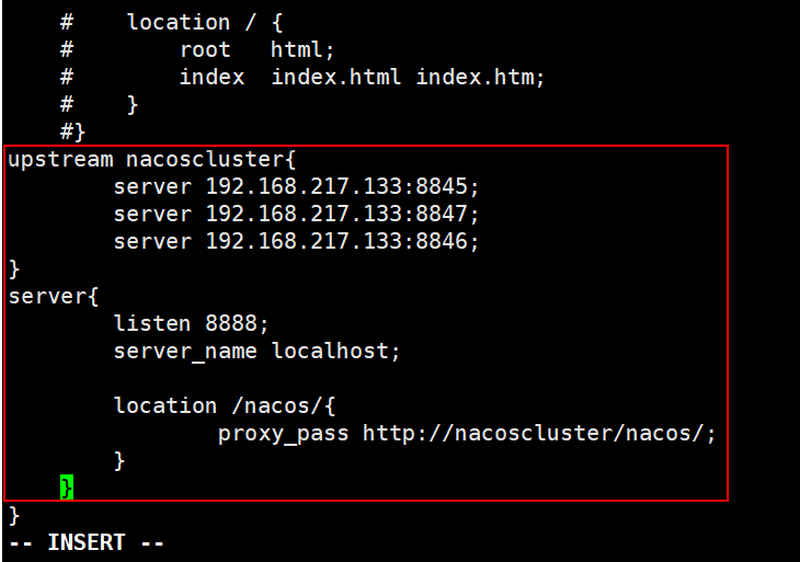 #    location / {
    #        root   html;
    #        index  index.html index.htm;
    #    }
    #}
upstream nacoscluster{
        server 192.168.217.133:8845;
        server 192.168.217.133:8847;
        server 192.168.217.133:8846;
}
server{
        listen 8888;
        server_name localhost;

        location /nacos/{
                proxy_pass http://nacoscluster/nacos/;
        }
    }
}
-- INSERT --